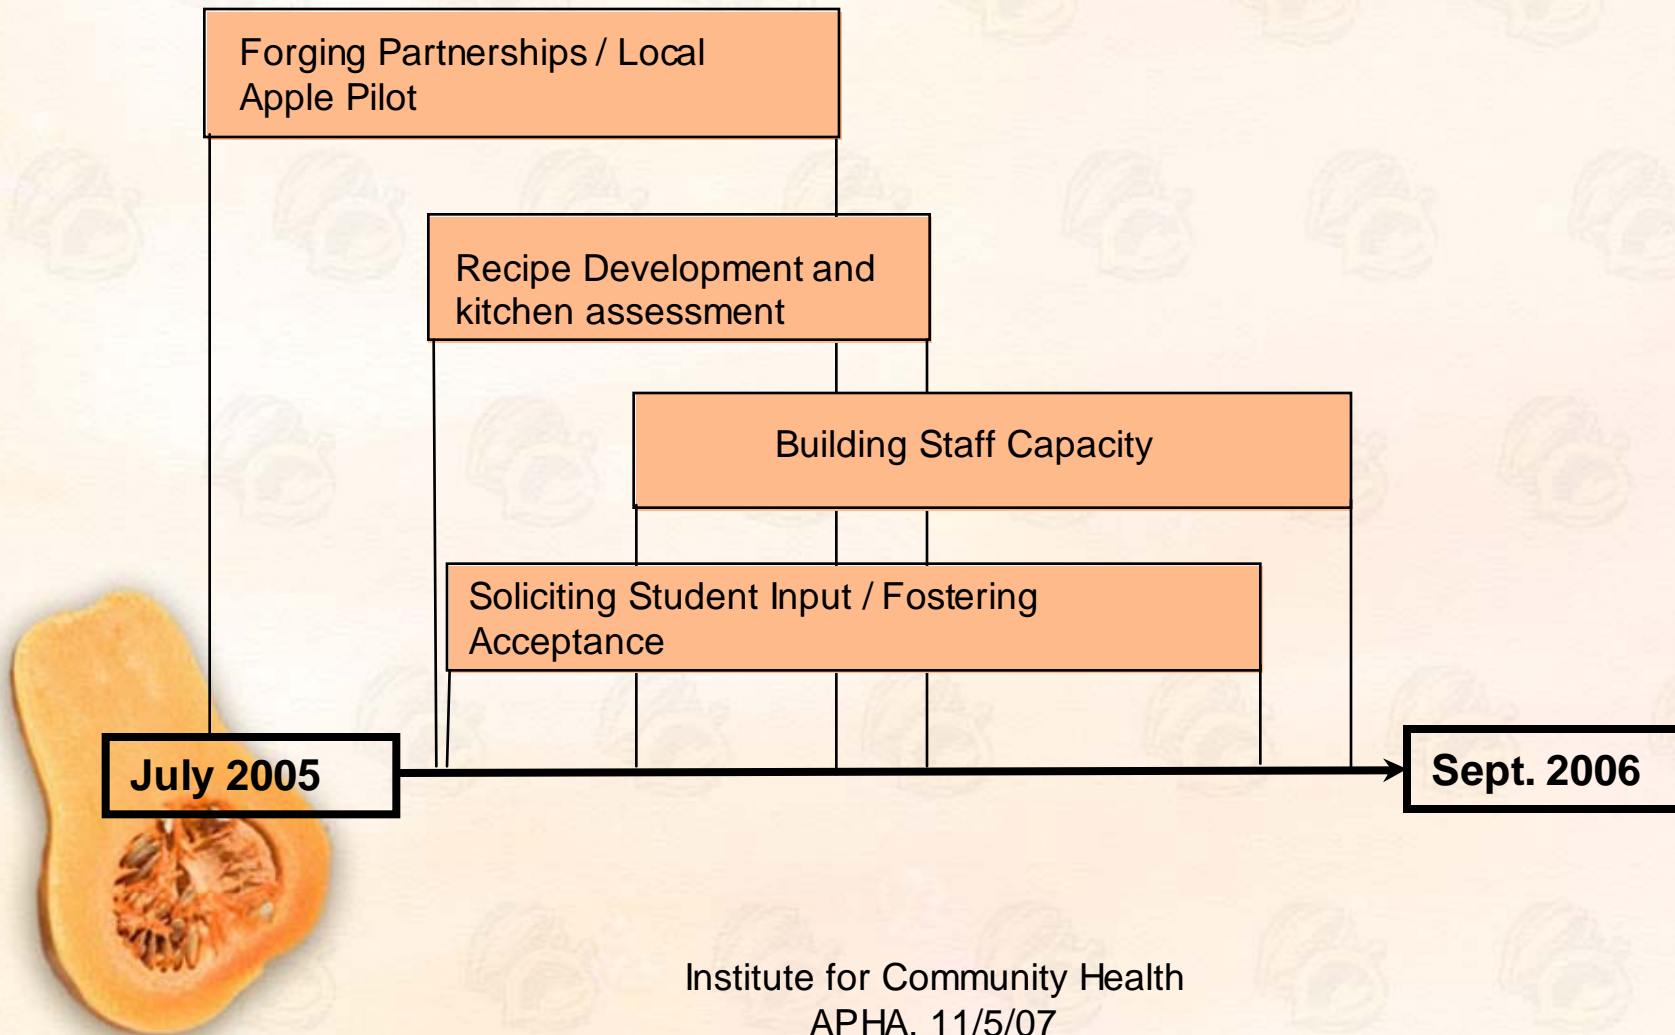 Forging Partnerships / Local
Apple Pilot
Recipe Development and
kitchen assessment
Building Staff Capacity
Soliciting Student Input / Fostering
Acceptance
July 2005
Sept. 2006
Institute for Community Health
APHA, 11/5/07